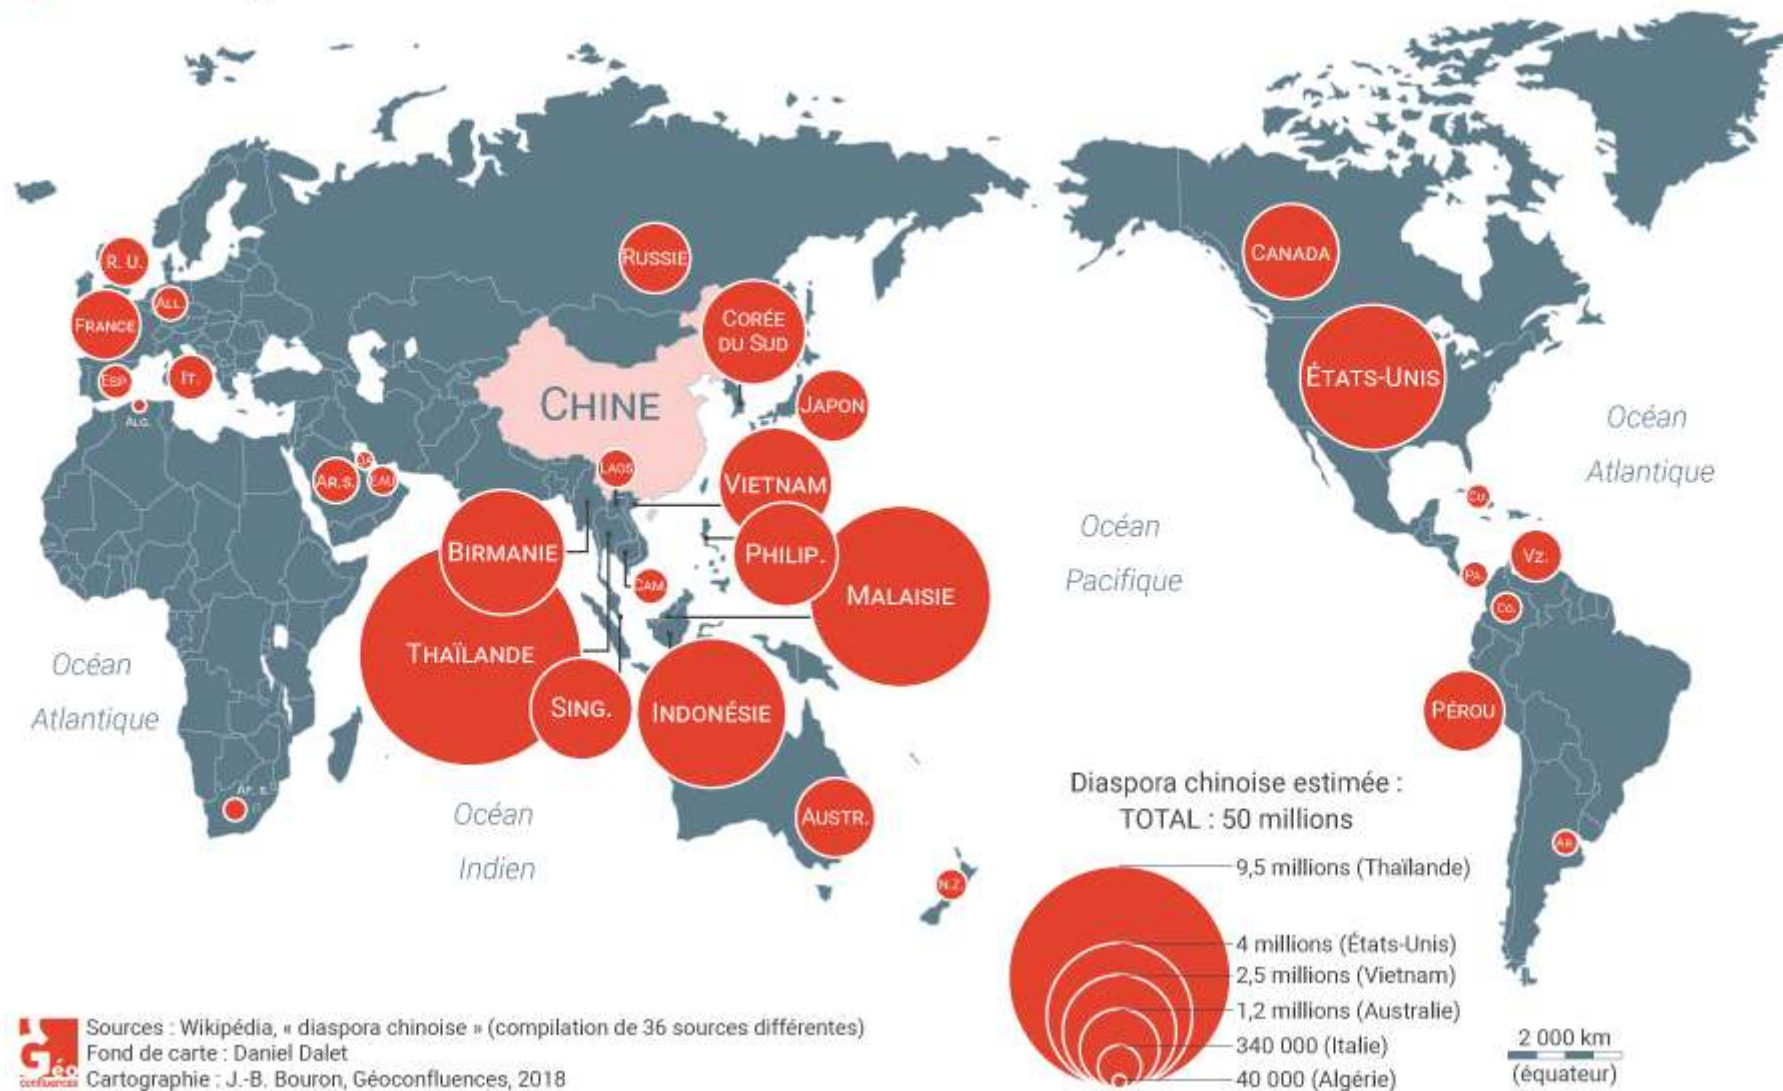 R. U.
ALL.
FRANCE
ESP.
IT.
ALG.
RUSSIE
CORÉE
DU SUD
CHINE
JAPON
LAOS
VIETNAM
AR.S.
EAU
BIRMANIE
PHILIP.
CAM.
MALAISIE
THAÏLANDE
SING.
INDONÉSIE
AUSTR.
N.Z.
AF. S.
CANADA
ÉTATS-UNIS
CU.
VZ.
PA.
CO.
PÉROU
AR.
Océan
Atlantique
Océan
Indien
Océan
Pacifique
Océan
Atlantique
Diaspora chinoise estimée :
TOTAL : 50 millions
9,5 millions (Thaïlande)
4 millions (États-Unis)
2,5 millions (Vietnam)
1,2 millions (Australie)
340 000 (Italie)
40 000 (Algérie)
2 000 km
(équateur)
Géo
confluences
Sources : Wikipédia, « diaspora chinoise » (compilation de 36 sources différentes)
Fond de carte : Daniel Dalet
Cartographie : J.-B. Bouron, Géoconfluences, 2018